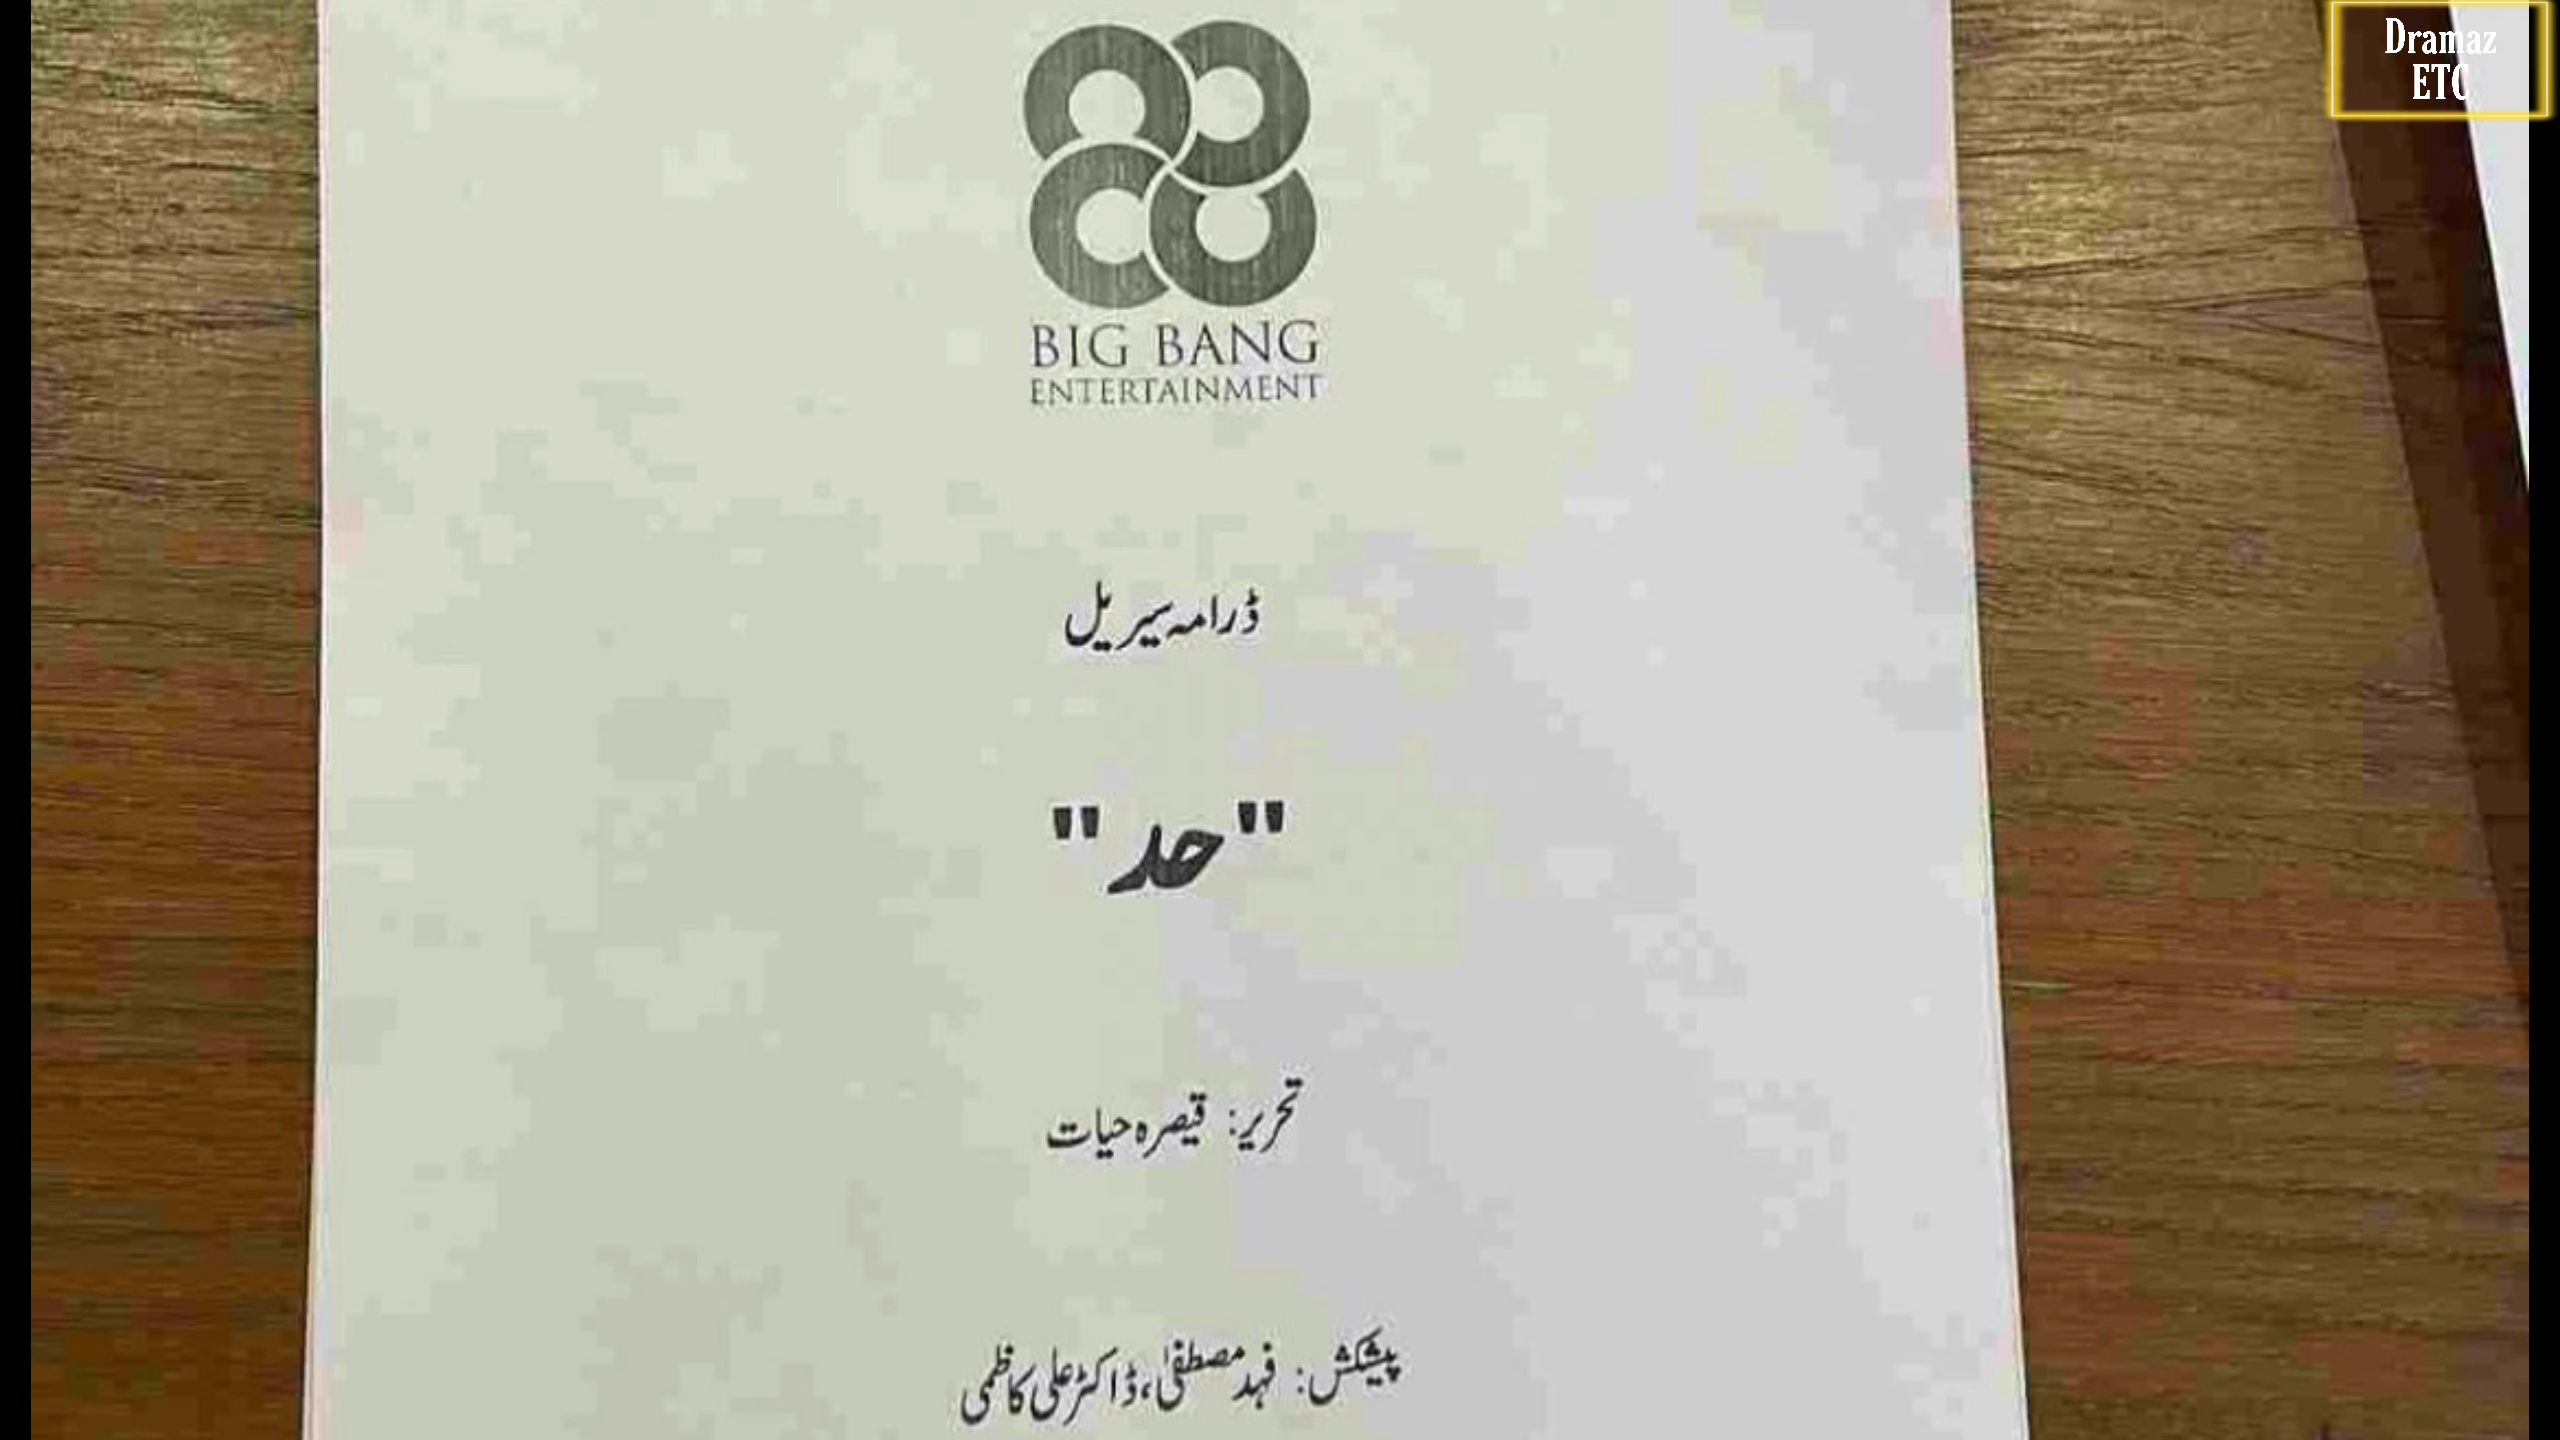 Dramaz
ETC
BIG BANG
ENTERTAINMENT
ڈرامہ سیریل
"حد"
تحریر: قیصرہ حیات
پیشکش: فہد مصطفیٰ، ڈاکٹر علی کاظمی